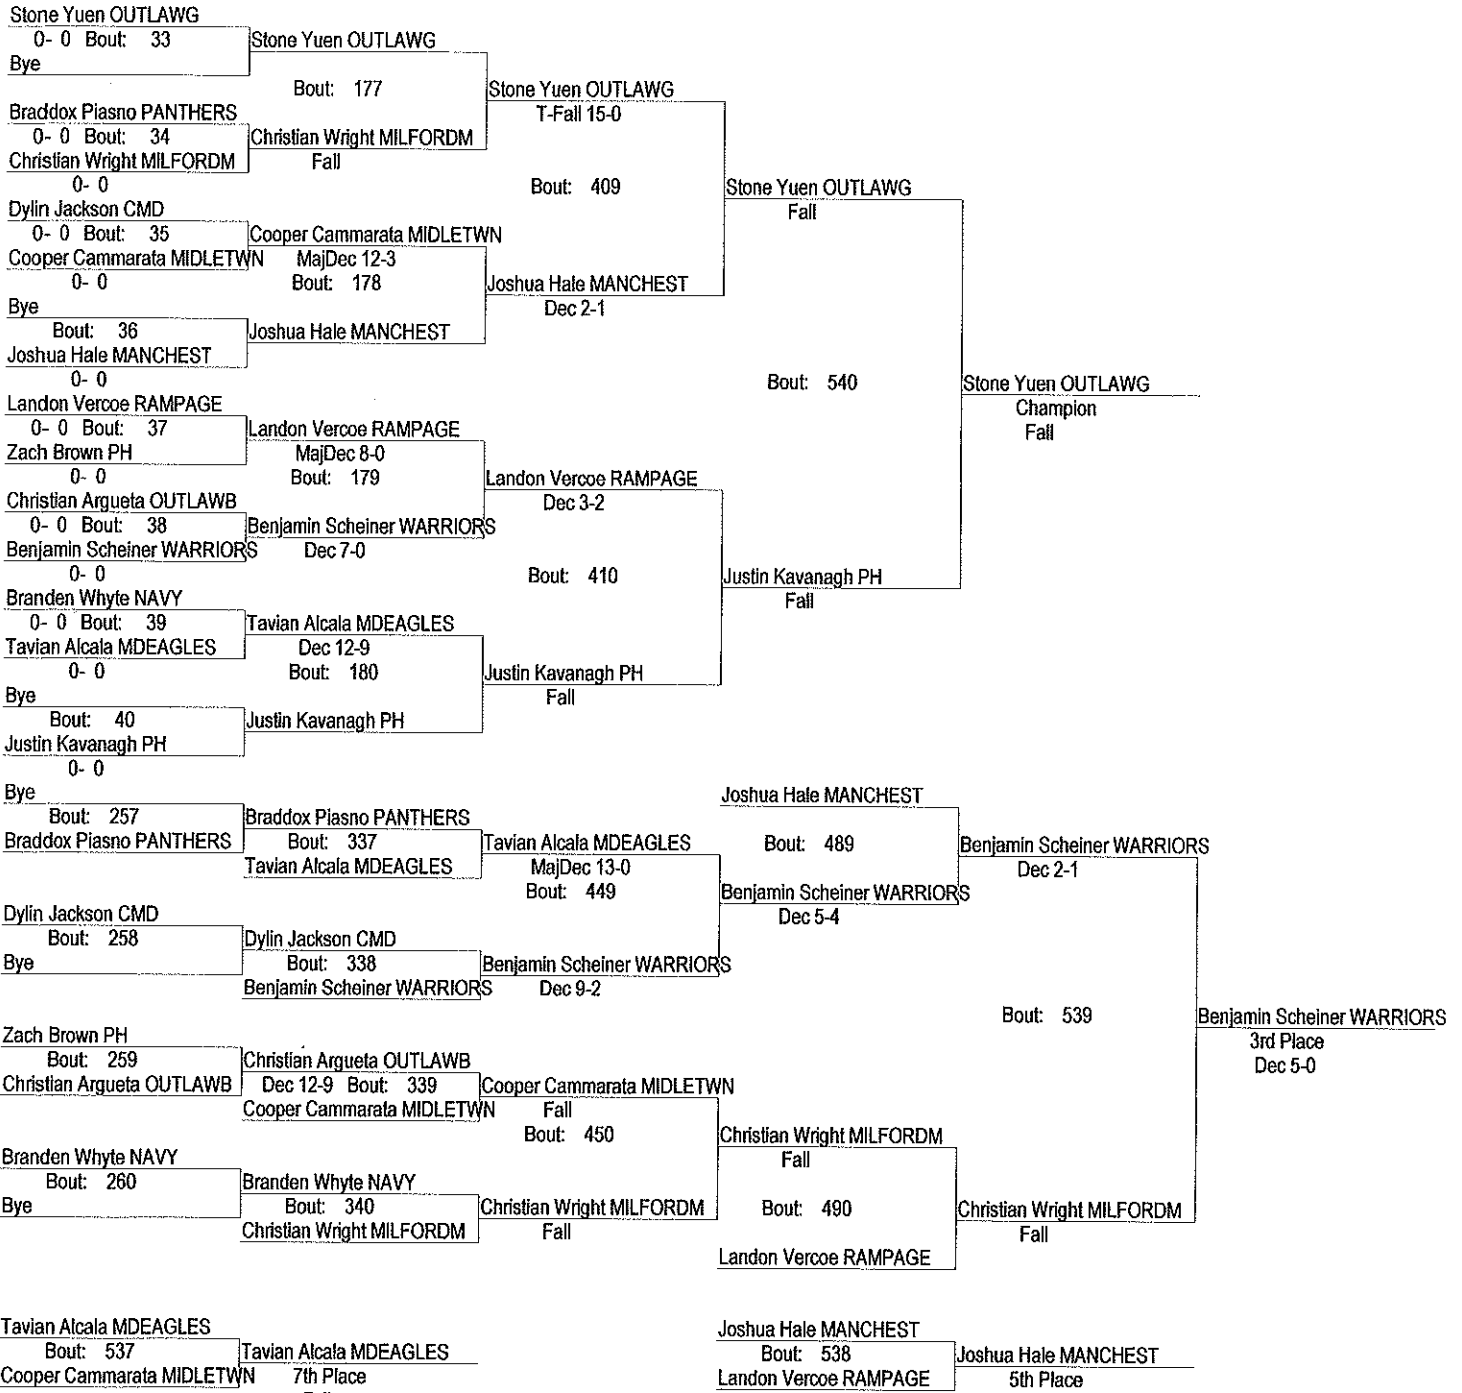 Stone Yuen OUTLAWG
0- 0 Bout: 33
Bye
Stone Yuen OUTLAWG
Bout: 177
Braddox Piasno PANTHERS
0- 0 Bout: 34
Christian Wright MILFORDM
0- 0
Christian Wright MILFORDM
Fall
Stone Yuen OUTLAWG
T-Fall 15-0
Bout: 409
Dylin Jackson CMD
0- 0 Bout: 35
Cooper Cammarata MIDLETWN
0- 0
Cooper Cammarata MIDLETWN
MajDec 12-3
Bout: 178
Bye
Bout: 36
Joshua Hale MANCHEST
0- 0
Joshua Hale MANCHEST
Joshua Hale MANCHEST
Dec 2-1
Stone Yuen OUTLAWG
Fall
Bout: 540
Stone Yuen OUTLAWG
Champion
Fall
Landon Vercoe RAMPAGE
0- 0 Bout: 37
Zach Brown PH
0- 0
Landon Vercoe RAMPAGE
MajDec 8-0
Bout: 179
Christian Argueta OUTLAWB
0- 0 Bout: 38
Benjamin Scheiner WARRIORS
0- 0
Benjamin Scheiner WARRIORS
Dec 7-0
Landon Vercoe RAMPAGE
Dec 3-2
Bout: 410
Branden Whyte NAVY
0- 0 Bout: 39
Tavian Alcala MDEAGLES
0- 0
Tavian Alcala MDEAGLES
Dec 12-9
Bout: 180
Bye
Bout: 40
Justin Kavanagh PH
0- 0
Justin Kavanagh PH
Justin Kavanagh PH
Fall
Justin Kavanagh PH
Fall
Bye
Bout: 257
Braddox Piasno PANTHERS
Braddox Piasno PANTHERS
Bout: 337
Tavian Alcala MDEAGLES
Tavian Alcala MDEAGLES
MajDec 13-0
Bout: 449
Dylin Jackson CMD
Bout: 258
Bye
Dylin Jackson CMD
Bout: 338
Benjamin Scheiner WARRIORS
Benjamin Scheiner WARRIORS
Dec 9-2
Joshua Hale MANCHEST
Bout: 489
Benjamin Scheiner WARRIORS
Dec 5-4
Benjamin Scheiner WARRIORS
Dec 2-1
Bout: 539
Benjamin Scheiner WARRIORS
3rd Place
Dec 5-0
Zach Brown PH
Bout: 259
Christian Argueta OUTLAWB
Christian Argueta OUTLAWB
Dec 12-9 Bout: 339
Cooper Cammarata MIDLETWN
Cooper Cammarata MIDLETWN
Fall
Bout: 450
Branden Whyte NAVY
Bout: 260
Bye
Branden Whyte NAVY
Bout: 340
Christian Wright MILFORDM
Christian Wright MILFORDM
Fall
Christian Wright MILFORDM
Fall
Bout: 490
Landon Vercoe RAMPAGE
Christian Wright MILFORDM
Fall
Tavian Alcala MDEAGLES
Bout: 537
Cooper Cammarata MIDLETWN
Tavian Alcala MDEAGLES
7th Place
Joshua Hale MANCHEST
Bout: 538
Landon Vercoe RAMPAGE
Joshua Hale MANCHEST
5th Place